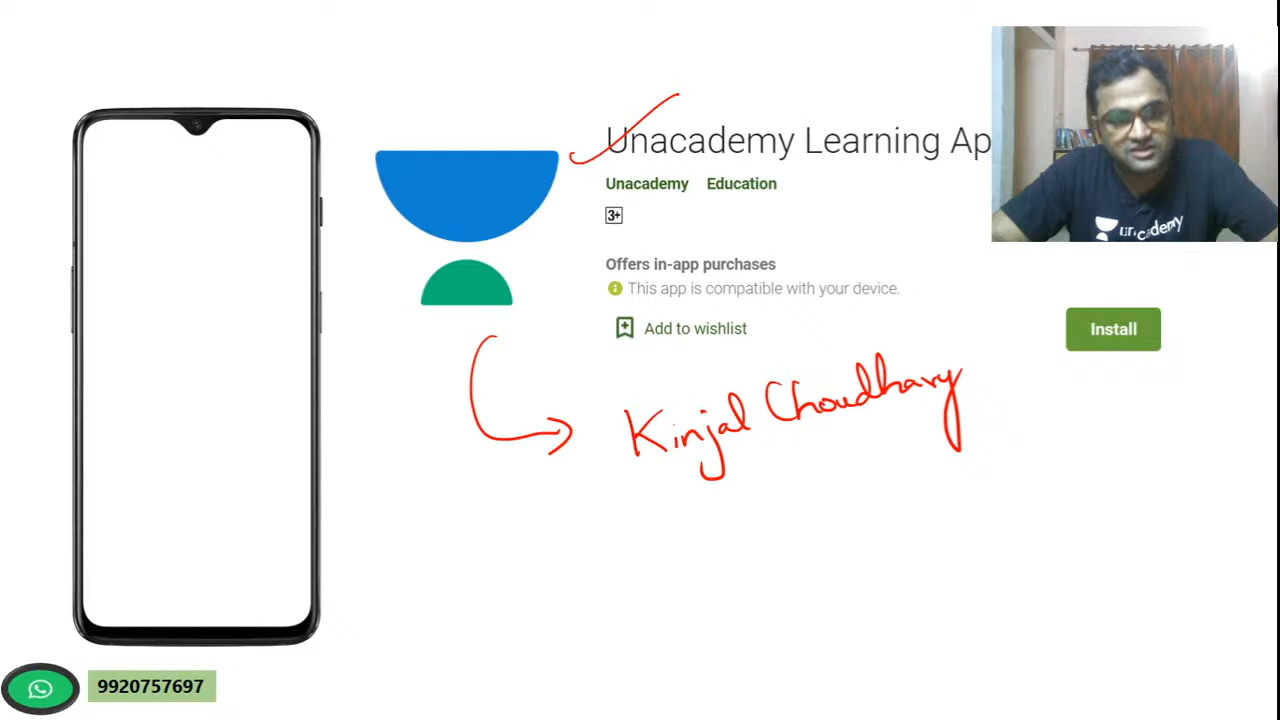 Unacademy Learning Ap
Unacademy Education
3+
Offers in-app purchases
This app is compatible with your device.
Add to wishlist
Install
Kinjal Choudhary
unacademy
9920757697